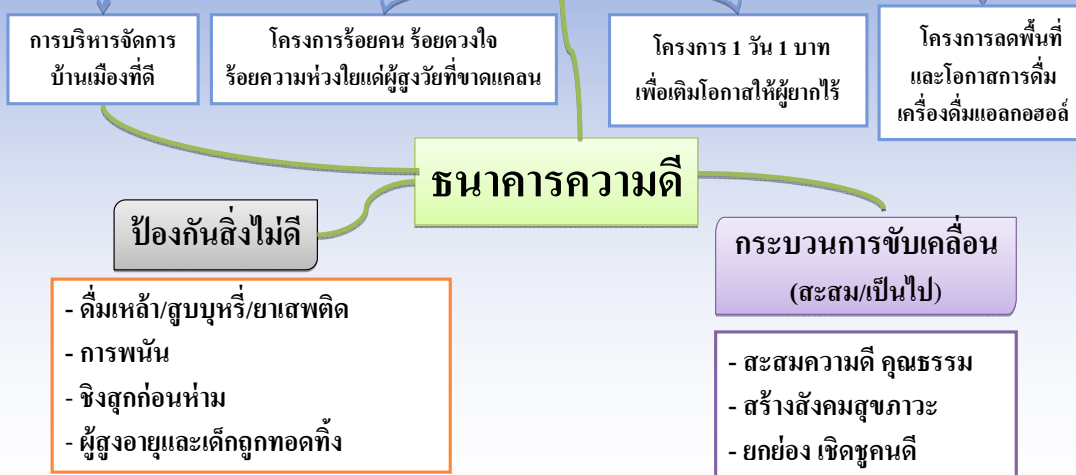 การบริหารจัดการ
บ้านเมืองที่ดี
โครงการร้อยคน ร้อยดวงใจ
ร้อยความห่วงใยแด่ผู้สูงวัยที่ขาดแคลน
โครงการ 1 วัน 1 บาท
เพื่อเติมโอกาสให้ผู้ยากไร้
โครงการลดพื้นที่
และโอกาสการดื่ม
เครื่องดื่มแอลกอฮอล์
ธนาคารความดี
ป้องกันสิ่งไม่ดี
- ดื่มเหล้า/สูบบุหรี่/ยาเสพติด
- การพนัน
- ชิงสุกก่อนห่าม
- ผู้สูงอายุและเด็กถูกทอดทิ้ง
กระบวนการขับเคลื่อน
(สะสม/เป็นไป)
- สะสมความดี คุณธรรม
- สร้างสังคมสุขภาวะ
- ยกย่อง เชิดชูคนดี